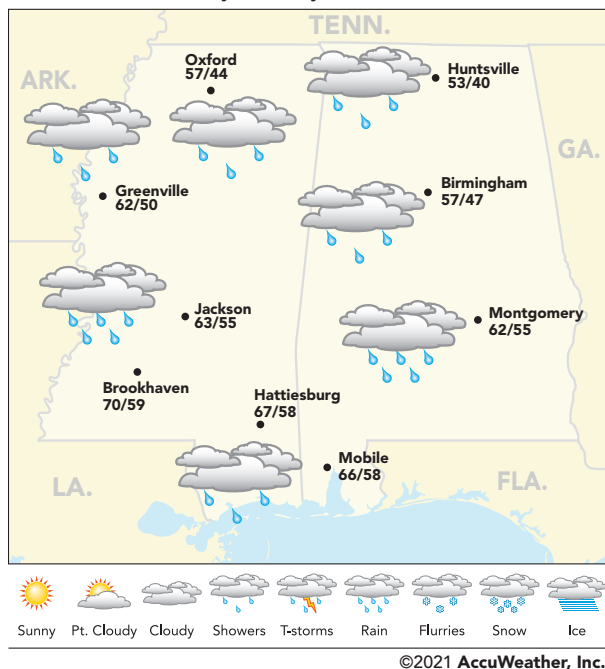 TENN.
Oxford
57/44
Huntsville
53/40
ARK.
GA.
Greenville
62/50
Birmingham
57/47
Jackson
63/55
Montgomery
62/55
Brookhaven
70/59
Hattiesburg
67/58
Mobile
66/58
LA.
FLA.
Sunny Pt. Cloudy Cloudy Showers T-storms Rain Flurries Snow Ice
©2021 AccuWeather, Inc.